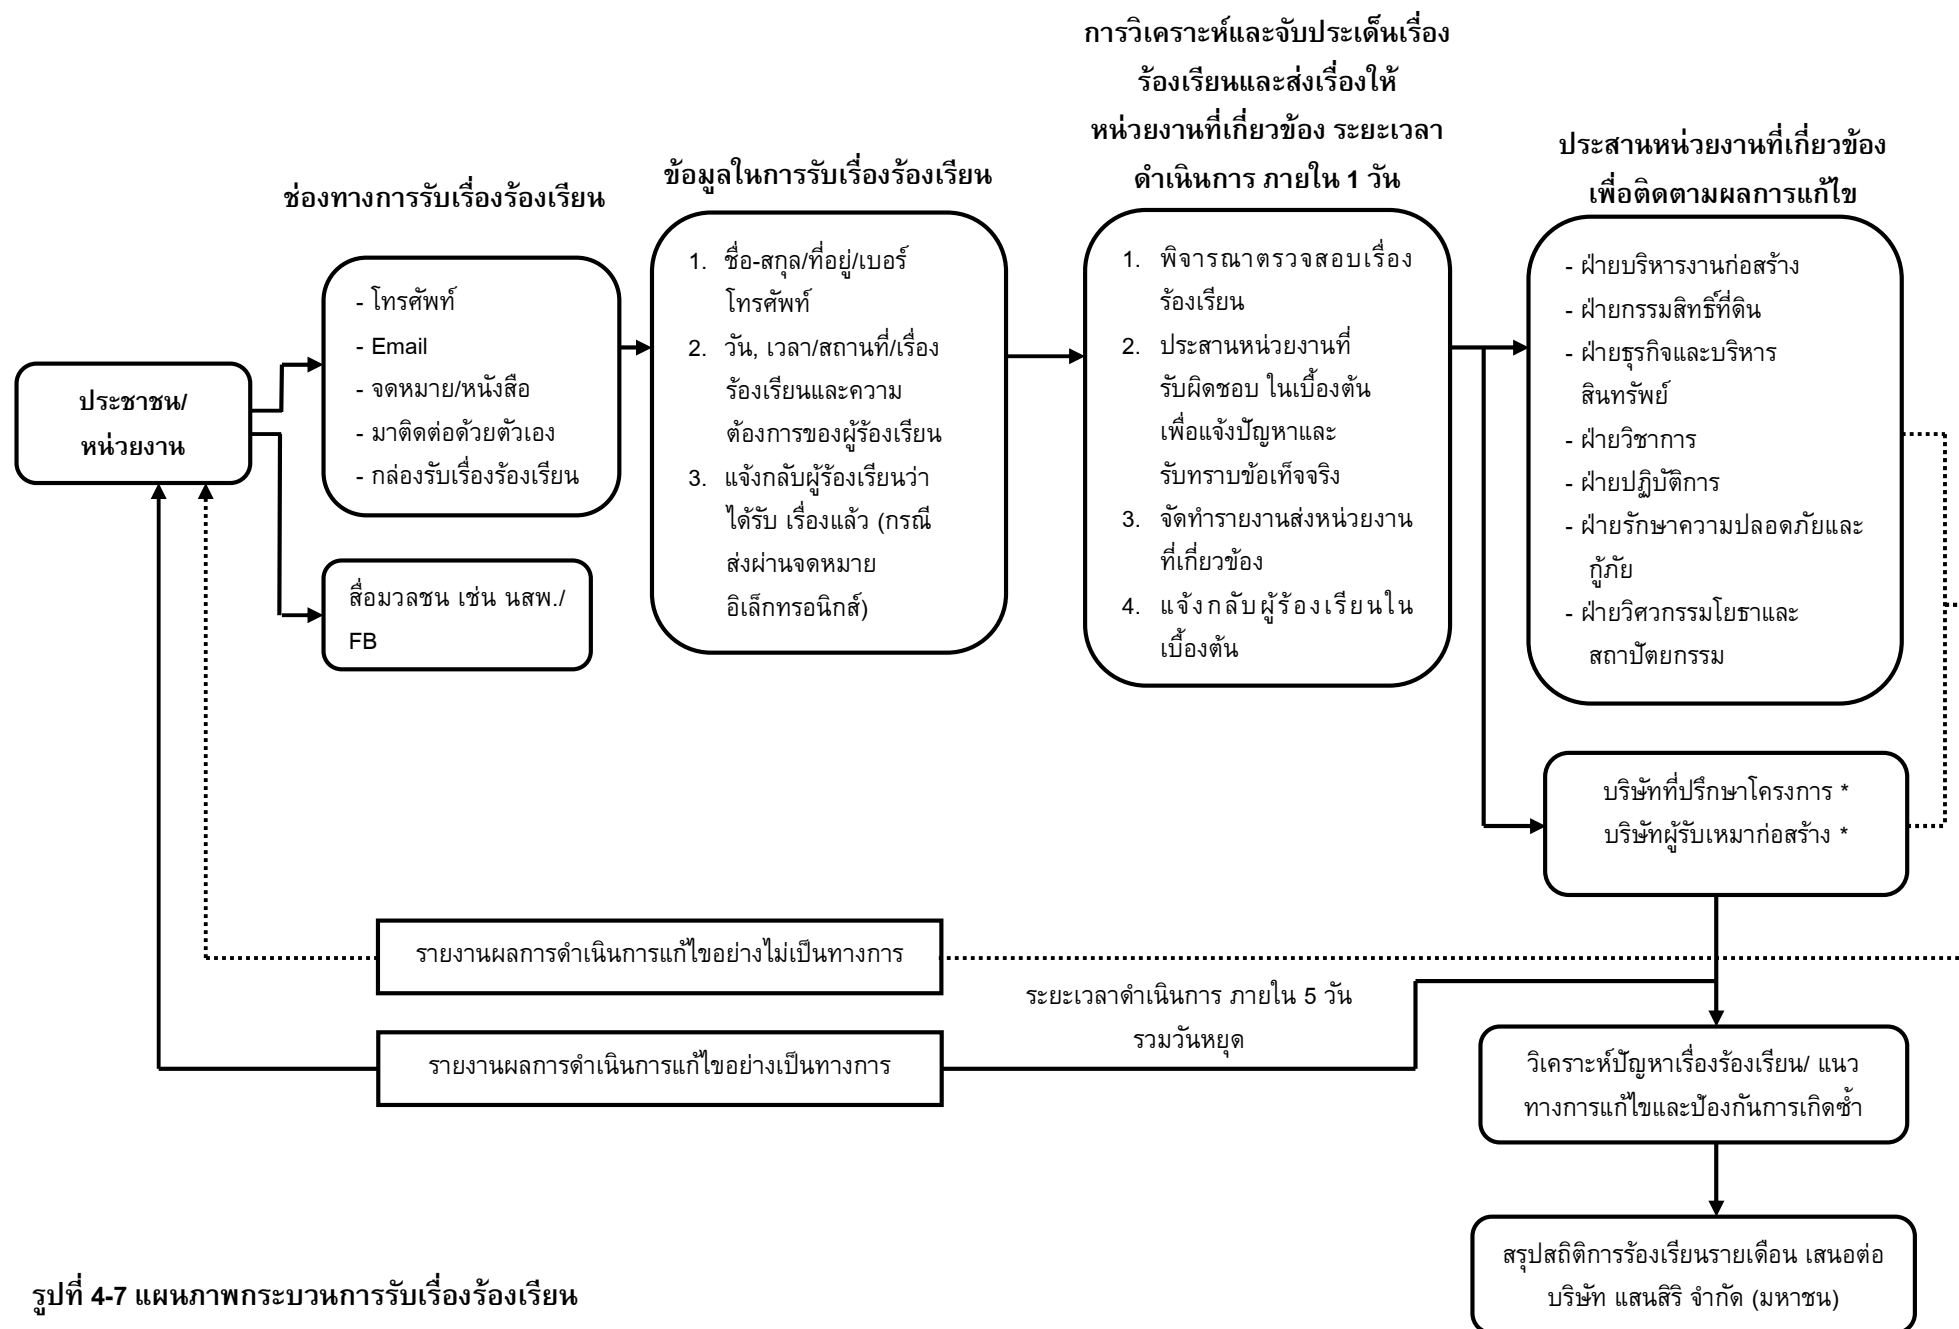 การวิเคราะห์และจับประเด็นเรื่อง
ร้องเรียนและส่งเรื่องให้
หน่วยงานที่เกี่ยวข้อง ระยะเวลา
ดำเนินการ ภายใน 1 วัน
ประสานหน่วยงานที่เกี่ยวข้อง
เพื่อติดตามผลการแก้ไข
ข้อมูลในการรับเรื่องร้องเรียน
ช่องทางการรับเรื่องร้องเรียน
ประชาชน/
หน่วยงาน
- โทรศัพท์
- Email
- จดหมาย/หนังสือ
- มาติดต่อด้วยตัวเอง
- กล่องรับเรื่องร้องเรียน
สื่อมวลชน เช่น นสพ./
FB
1. ชื่อ-สกุล/ที่อยู่/เบอร์
โทรศัพท์
2. วัน, เวลา/สถานที่/เรื่อง
ร้องเรียนและความ
ต้องการของผู้ร้องเรียน
3. แจ้งกลับผู้ร้องเรียนว่า
ได้รับ เรื่องแล้ว (กรณี
ส่งผ่านจดหมาย
อิเล็กทรอนิกส์)
1. พิจารณาตรวจสอบเรื่อง
ร้องเรียน
2. ประสานหน่วยงานที่
รับผิดชอบ ในเบื้องต้น
เพื่อแจ้งปัญหาและ
รับทราบข้อเท็จจริง
3. จัดทำรายงานส่งหน่วยงาน
ที่เกี่ยวข้อง
4. แจ้งกลับผู้ร้องเรียนใน
เบื้องต้น
- ฝ่ายบริหารงานก่อสร้าง
- ฝ่ายกรรมสิทธิ์ที่ดิน
- ฝ่ายธุรกิจและบริหาร
สินทรัพย์
- ฝ่ายวิชาการ
- ฝ่ายปฏิบัติการ
- ฝ่ายรักษาความปลอดภัยและ
กู้ภัย
- ฝ่ายวิศวกรรมโยธาและ
สถาปัตยกรรม
บริษัทที่ปรึกษาโครงการ *
บริษัทผู้รับเหมาก่อสร้าง *
รายงานผลการดำเนินการแก้ไขอย่างไม่เป็นทางการ
ระยะเวลาดำเนินการ ภายใน 5 วัน
รวมวันหยุด
รายงานผลการดำเนินการแก้ไขอย่างเป็นทางการ
วิเคราะห์ปัญหาเรื่องร้องเรียน/ แนว
ทางการแก้ไขและป้องกันการเกิดซ้ำ
สรุปสถิติการร้องเรียนรายเดือน เสนอต่อ
บริษัท แสนสิริ จำกัด (มหาชน)
รูปที่ 4-7 แผนภาพกระบวนการรับเรื่องร้องเรียน